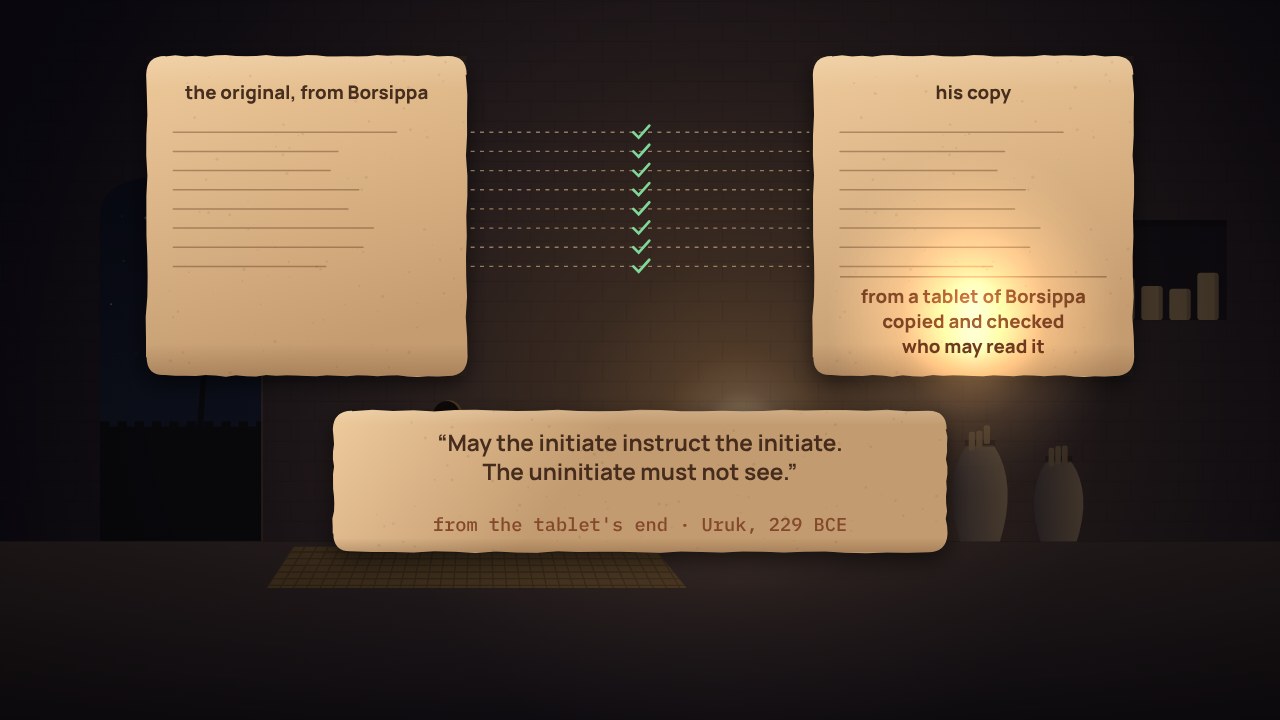 the original, from Borsippa
his copy
from a tablet of Borsippa
copied and checked
who may read it
“May the initiate instruct the initiate.
The uninitiate must not see.”
from the tablet's end · Uruk, 229 BCE